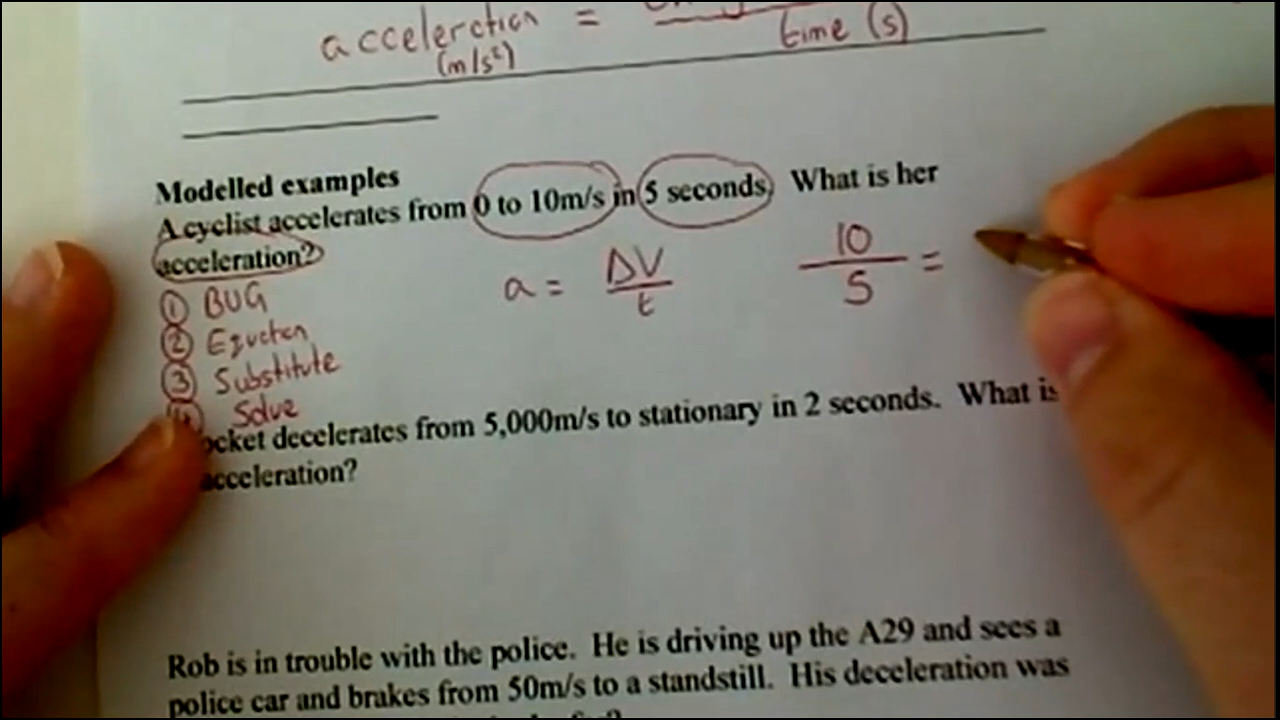 accelerction =
time (s)
(m/s²)
Modelled examples
A cyclist accelerates from 0 to 10m/s in 5 seconds. What is her
acceleration?
a = ΔV / t
10 / 5 =
① BUG
② Equcten
③ Substitute
④ Solve
ocket decelerates from 5,000m/s to stationary in 2 seconds. What is
acceleration?
Rob is in trouble with the police. He is driving up the A29 and sees a
police car and brakes from 50m/s to a standstill. His deceleration was